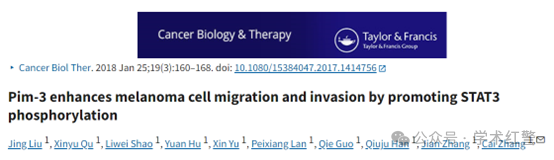 Cancer Biology & Therapy
Taylor & Francis
Taylor & Francis Group
‣ Cancer Biol Ther. 2018 Jan 25;19(3):160–168. doi: 10.1080/15384047.2017.1414756
Pim-3 enhances melanoma cell migration and invasion by promoting STAT3
phosphorylation
Jing Liu 1, Xinyu Qu 1, Liwei Shao 1, Yuan Hu 1, Xin Yu 1, Peixiang Lan 1, Qie Guo 1, Qiuju Han 1, Jian Zhang 1, Cai Zhang 1
公众号 · 学术红警